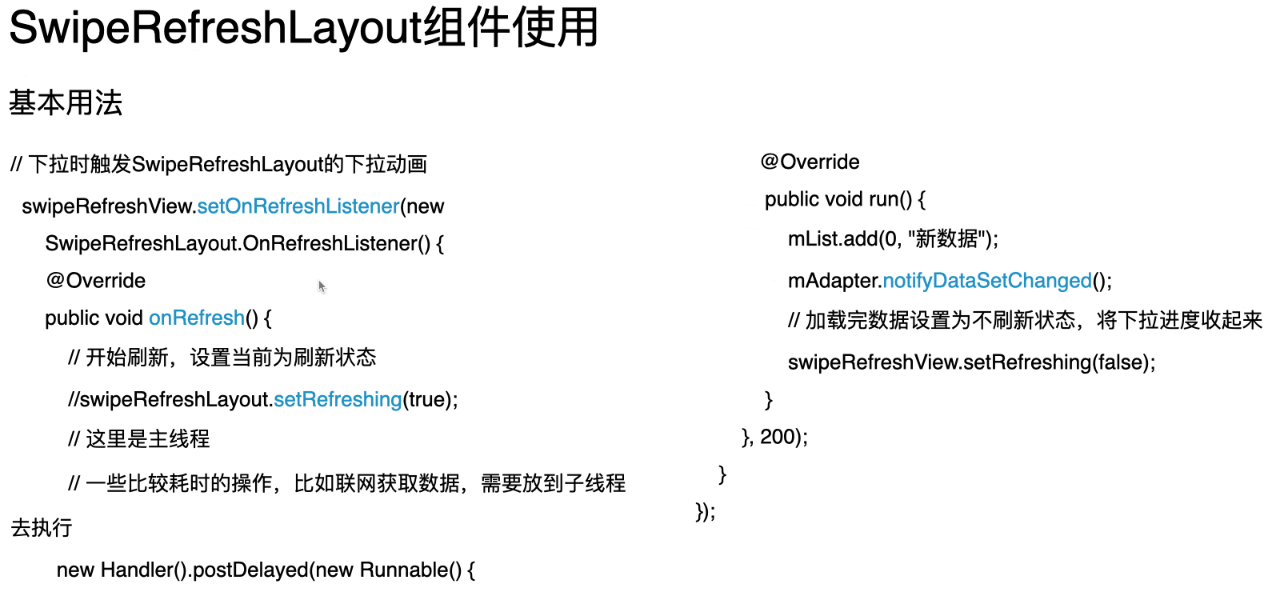 SwipeRefreshLayout组件使用
基本用法
// 下拉时触发SwipeRefreshLayout的下拉动画
swipeRefreshView.setOnRefreshListener(new
SwipeRefreshLayout.OnRefreshListener() {
@Override
public void onRefresh() {
// 开始刷新，设置当前为刷新状态
//swipeRefreshLayout.setRefreshing(true);
// 这里是主线程
// 一些比较耗时的操作，比如联网获取数据，需要放到子线程
去执行
new Handler().postDelayed(new Runnable() {
@Override
public void run() {
mList.add(0, "新数据");
mAdapter.notifyDataSetChanged();
// 加载完数据设置为不刷新状态，将下拉进度收起来
swipeRefreshView.setRefreshing(false);
}
}, 200);
}
});